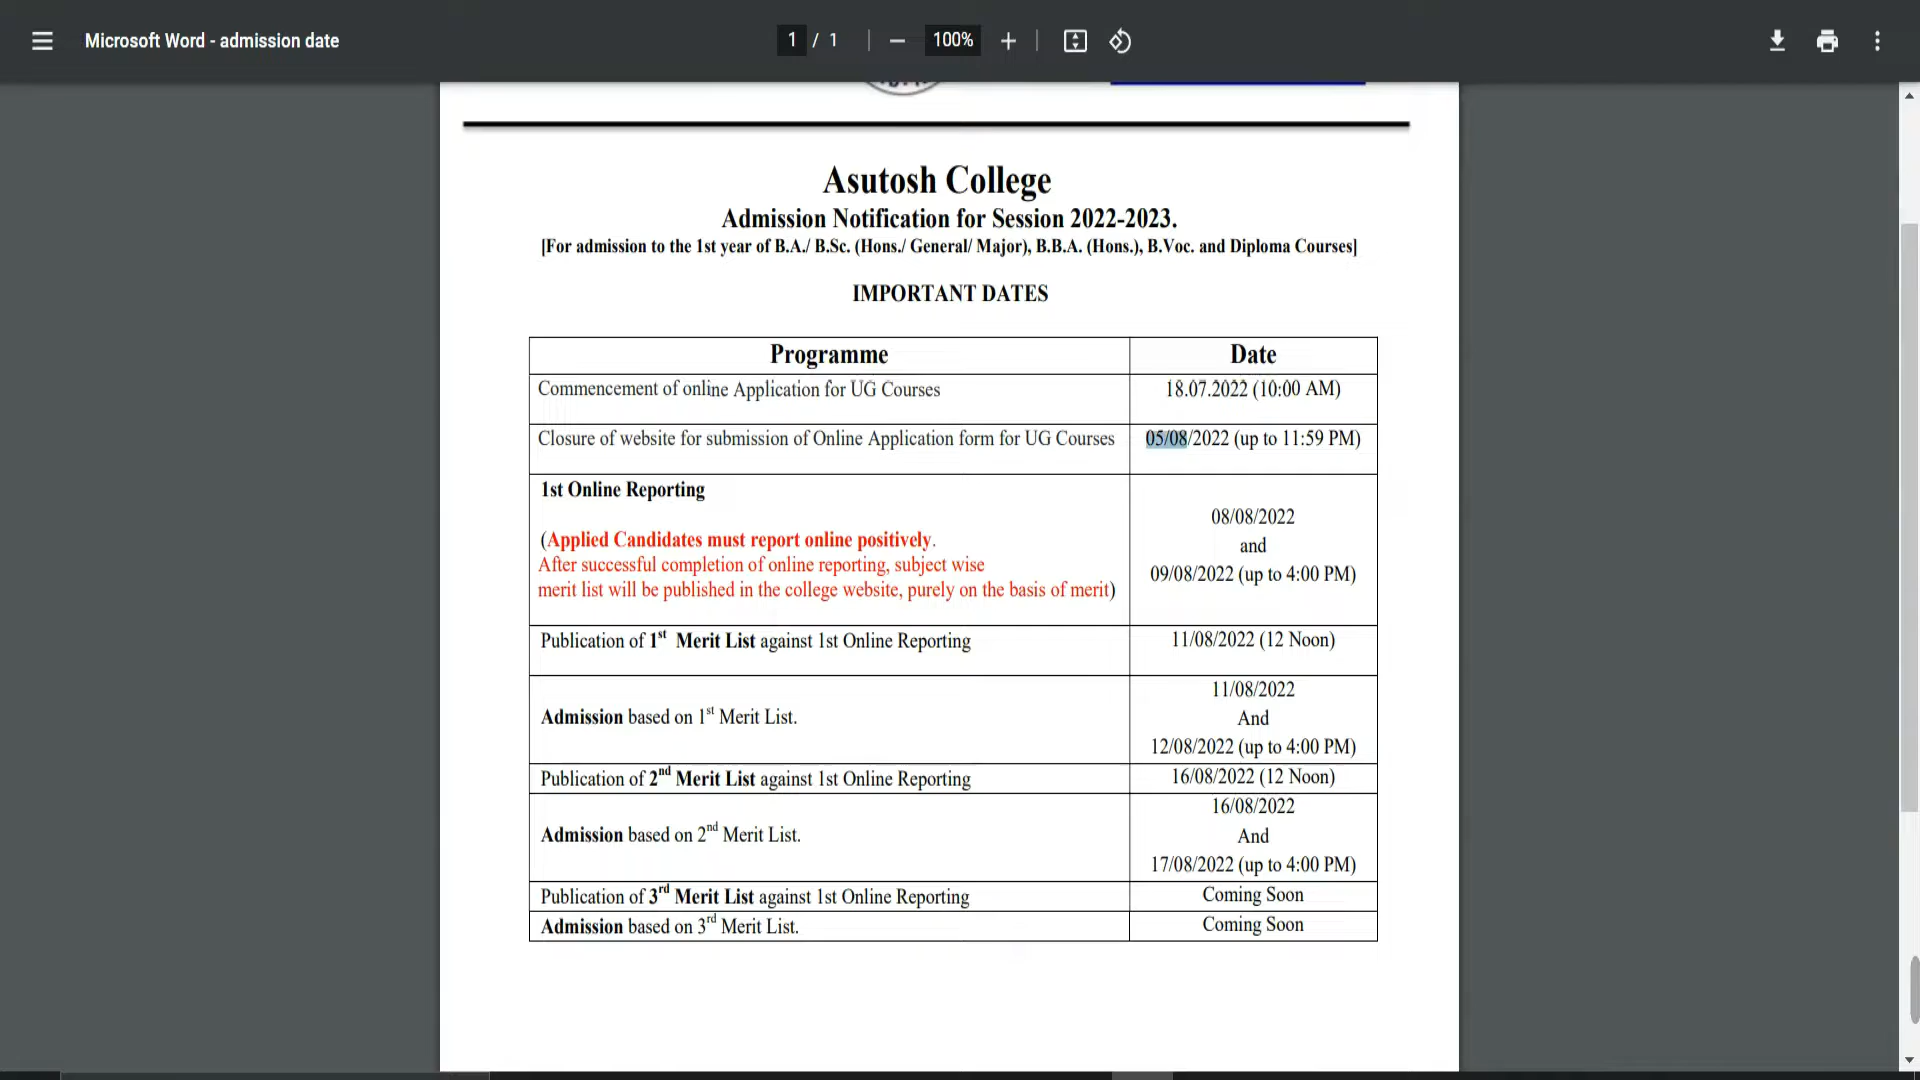 Microsoft Word - admission date
1 / 1
100%
Asutosh College
Admission Notification for Session 2022-2023.
[For admission to the 1st year of B.A./ B.Sc. (Hons./ General/ Major), B.B.A. (Hons.), B.Voc. and Diploma Courses]
IMPORTANT DATES
Programme Date
Commencement of online Application for UG Courses 18.07.2022 (10:00 AM)
Closure of website for submission of Online Application form for UG Courses 05/08/2022 (up to 11:59 PM)
1st Online Reporting
(Applied Candidates must report online positively.
After successful completion of online reporting, subject wise
merit list will be published in the college website, purely on the basis of merit)
08/08/2022
and
09/08/2022 (up to 4:00 PM)
Publication of 1st Merit List against 1st Online Reporting 11/08/2022 (12 Noon)
Admission based on 1st Merit List.
11/08/2022
And
12/08/2022 (up to 4:00 PM)
Publication of 2nd Merit List against 1st Online Reporting 16/08/2022 (12 Noon)
Admission based on 2nd Merit List.
16/08/2022
And
17/08/2022 (up to 4:00 PM)
Publication of 3rd Merit List against 1st Online Reporting Coming Soon
Admission based on 3rd Merit List. Coming Soon